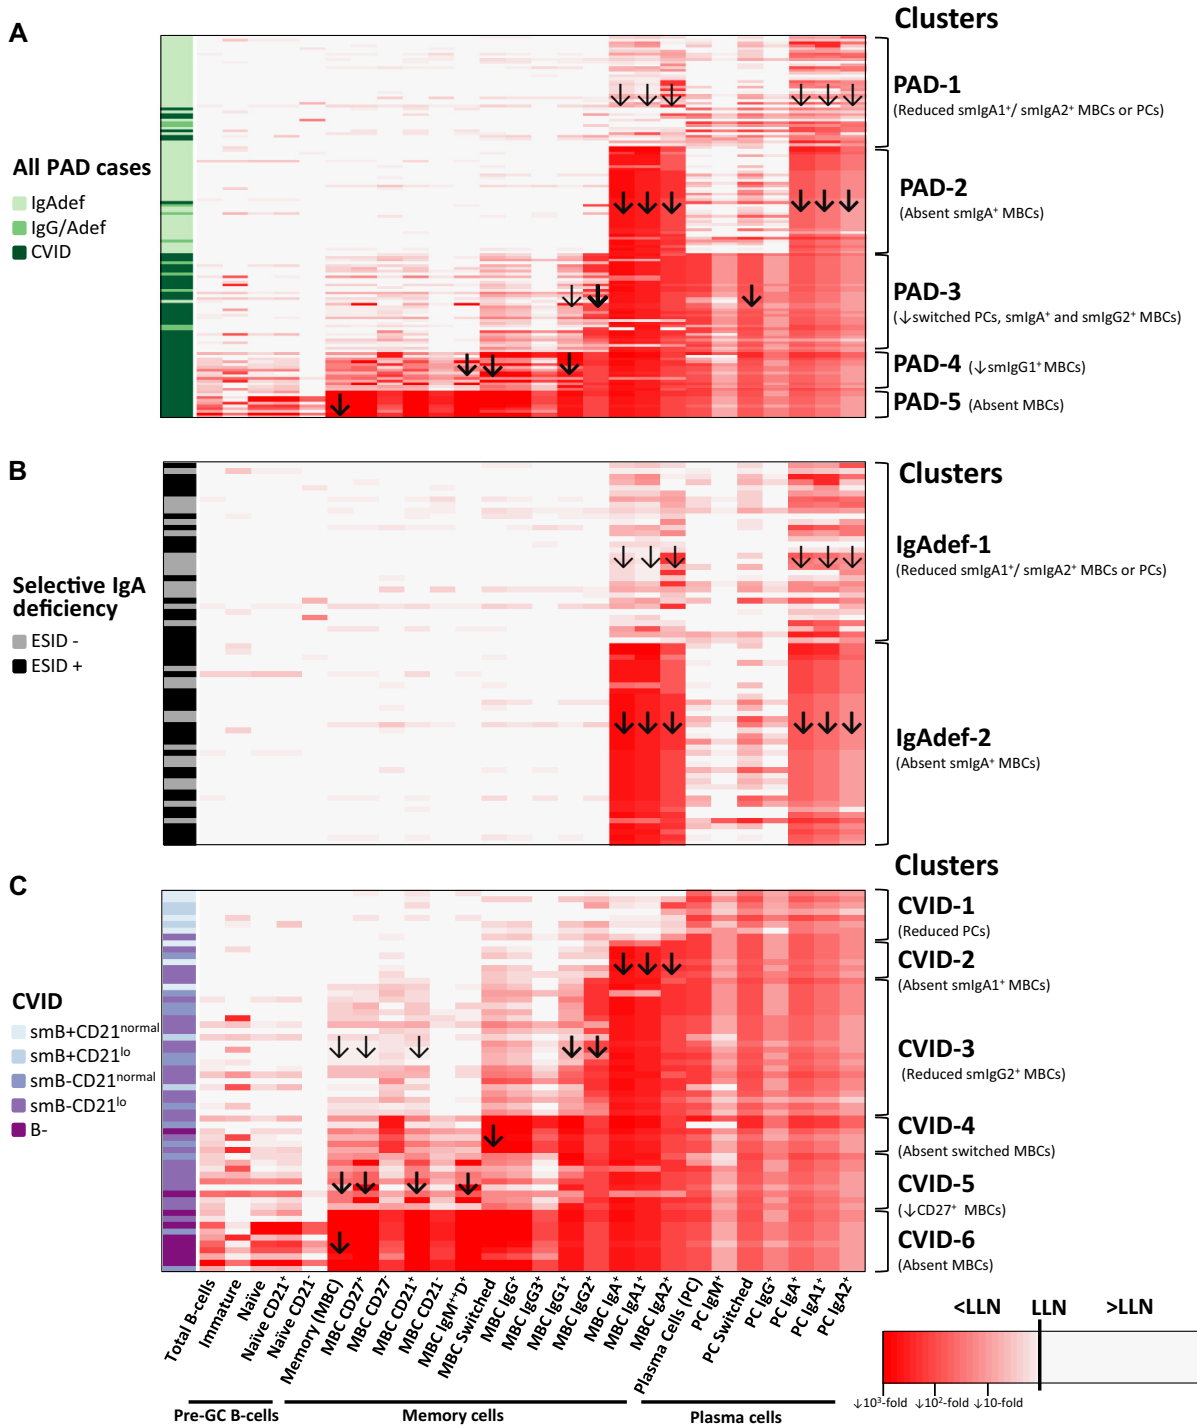 A
Clusters
PAD-1
(Reduced smIgA1⁺/ smIgA2⁺ MBCs or PCs)
All PAD cases
IgAdef
IgG/Adef
CVID
PAD-2
(Absent smIgA⁺ MBCs)
PAD-3
(↓switched PCs, smIgA⁺ and smIgG2⁺ MBCs)
PAD-4 (↓smIgG1⁺ MBCs)
PAD-5 (Absent MBCs)
B
Clusters
IgAdef-1
(Reduced smIgA1⁺/ smIgA2⁺ MBCs or PCs)
Selective IgA
deficiency
ESID -
ESID +
IgAdef-2
(Absent smIgA⁺ MBCs)
C
Clusters
CVID-1
(Reduced PCs)
CVID-2
(Absent smIgA1⁺ MBCs)
CVID
smB+CD21normal
smB+CD21lo
smB-CD21normal
smB-CD21lo
B-
CVID-3
(Reduced smIgG2⁺ MBCs)
CVID-4
(Absent switched MBCs)
CVID-5
(↓CD27⁺ MBCs)
CVID-6
(Absent MBCs)
Total B-cells
Immature
Naïve
Naïve CD21⁺
Naïve CD21⁻
Memory (MBC)
MBC CD27⁺
MBC CD27⁻
MBC CD21⁺
MBC CD21⁻
MBC IgM⁺⁺D⁺
MBC Switched
MBC IgG⁺
MBC IgG3⁺
MBC IgG1⁺
MBC IgG2⁺
MBC IgA⁺
MBC IgA1⁺
MBC IgA2⁺
Plasma Cells (PC)
PC IgM⁺
PC Switched
PC IgG⁺
PC IgA⁺
PC IgA1⁺
PC IgA2⁺
Pre-GC B-cells
Memory cells
Plasma cells
<LLN LLN >LLN
↓10³-fold ↓10²-fold ↓10-fold